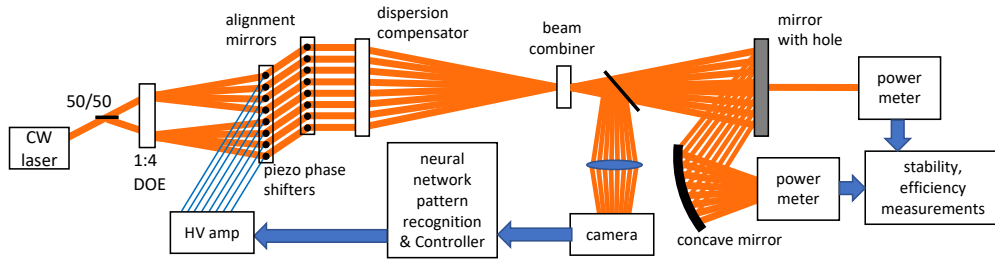 alignment
mirrors
dispersion
compensator
beam
combiner
mirror
with hole
50/50
CW
laser
1:4
DOE
piezo phase
shifters
HV amp
neural
network
pattern
recognition
& Controller
camera
concave mirror
power
meter
power
meter
stability,
efficiency
measurements